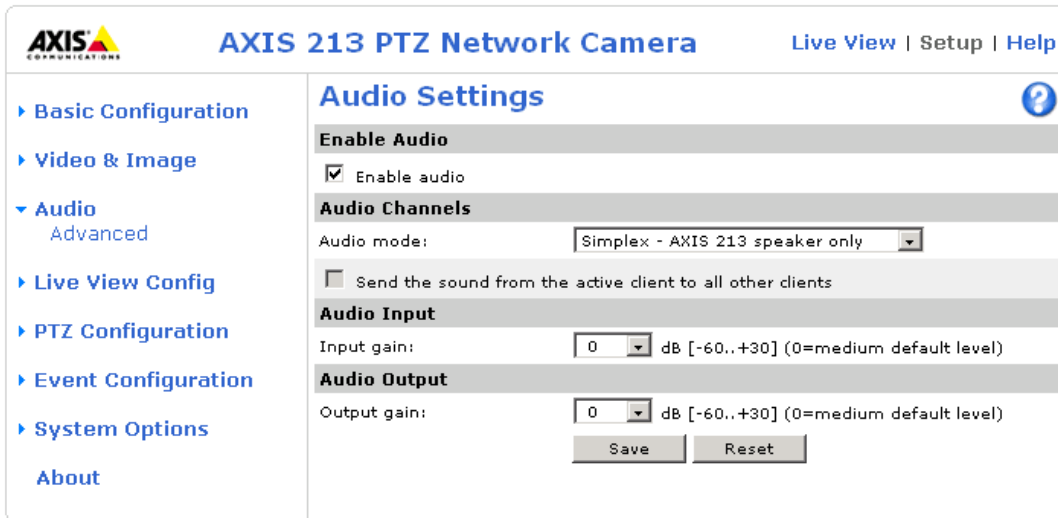 AXIS
COMMUNICATIONS
AXIS 213 PTZ Network Camera
Live View | Setup | Help
Basic Configuration
Video & Image
Audio
Advanced
Live View Config
PTZ Configuration
Event Configuration
System Options
About
Audio Settings
?
Enable Audio
Enable audio
Audio Channels
Audio mode: Simplex - AXIS 213 speaker only
Send the sound from the active client to all other clients
Audio Input
Input gain: 0 dB [-60..+30] (0=medium default level)
Audio Output
Output gain: 0 dB [-60..+30] (0=medium default level)
Save Reset